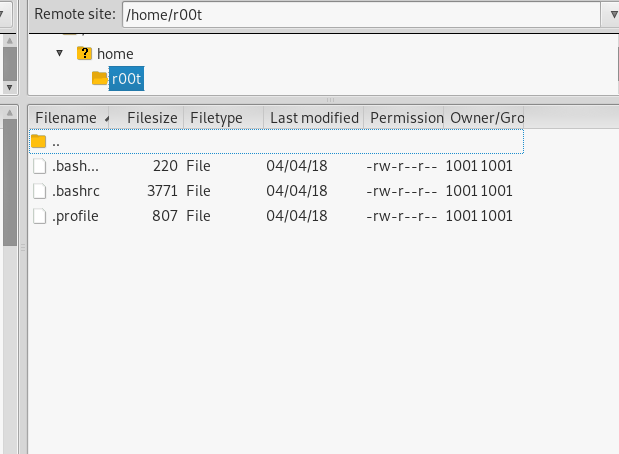 Remote site: /home/r00t
home
r00t
Filename Filesize Filetype Last modified Permission Owner/Gro
..
.bash... 220 File 04/04/18 -rw-r--r-- 1001 1001
.bashrc 3771 File 04/04/18 -rw-r--r-- 1001 1001
.profile 807 File 04/04/18 -rw-r--r-- 1001 1001